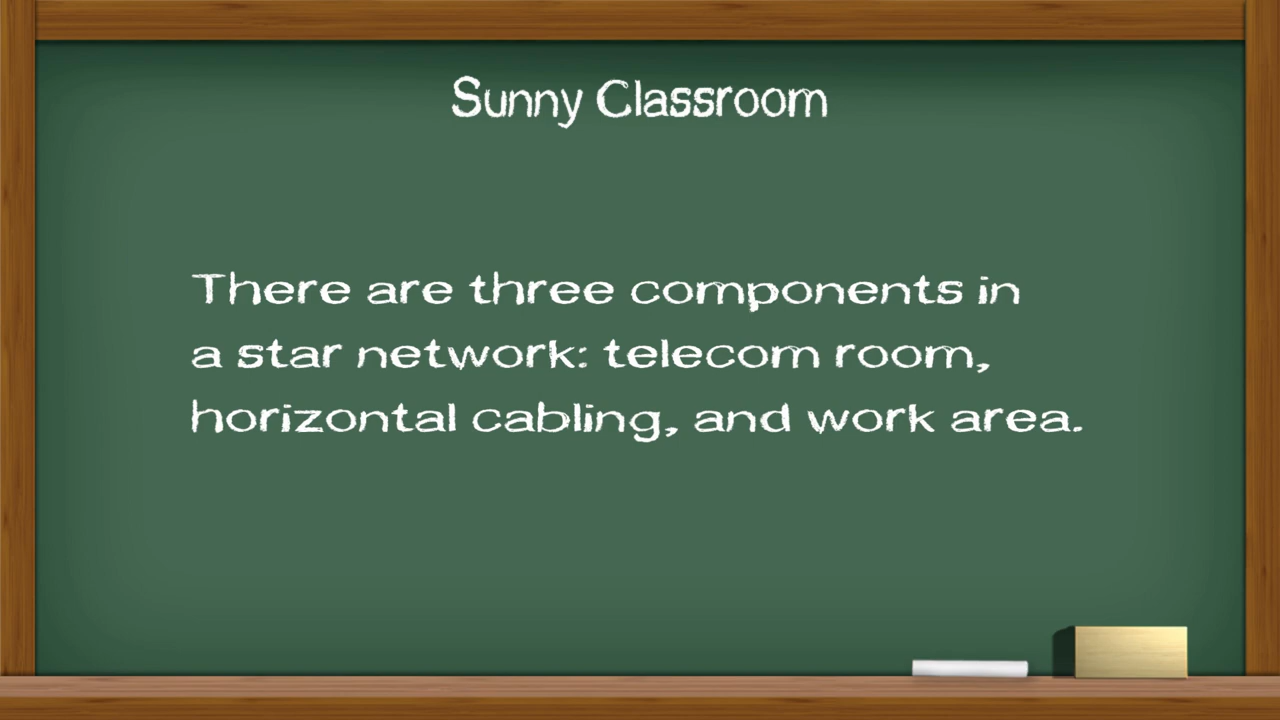 Sunny Classroom
There are three components in
a star network: telecom room,
horizontal cabling, and work area.